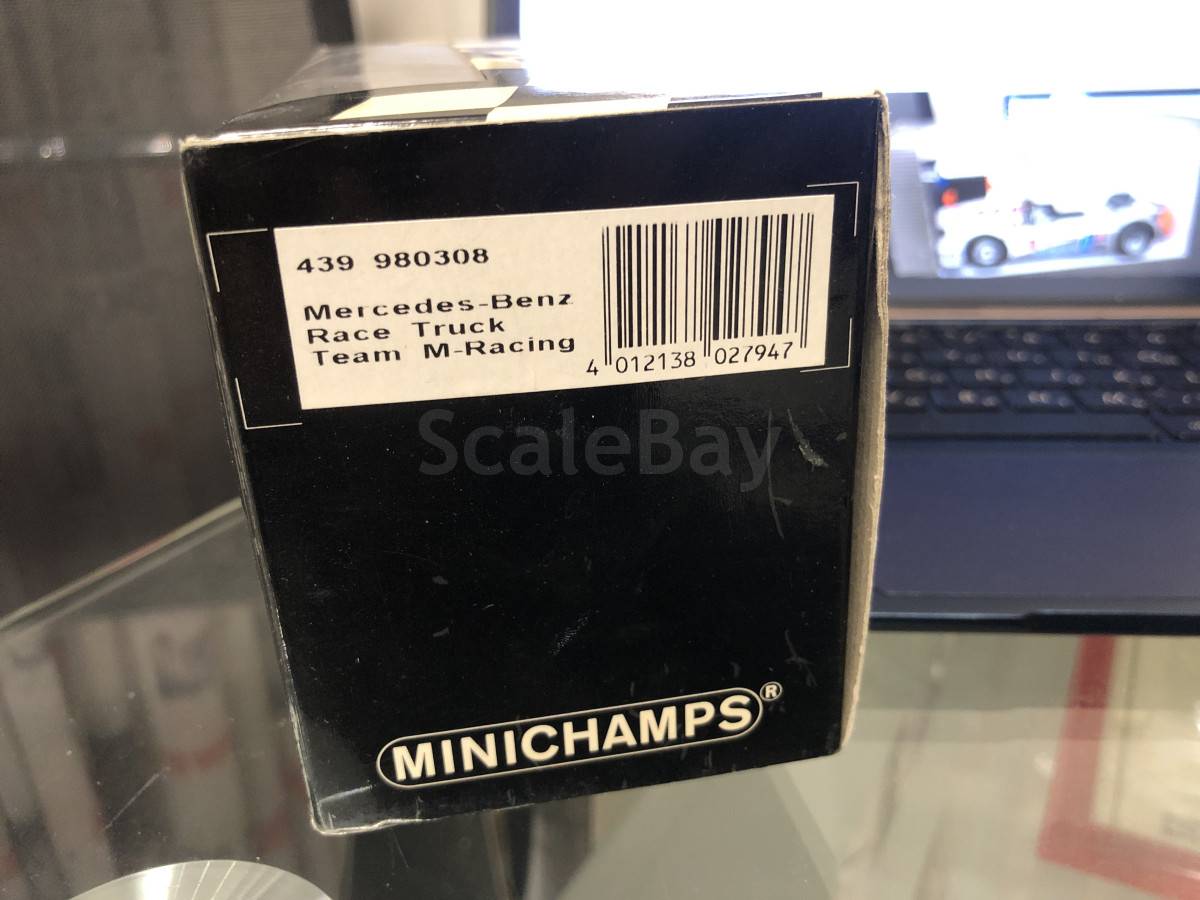 439 980308
Mercedes-Benz
Race Truck
Team M-Racing
4 012138 027947
ScaleBay
MINICHAMPS®